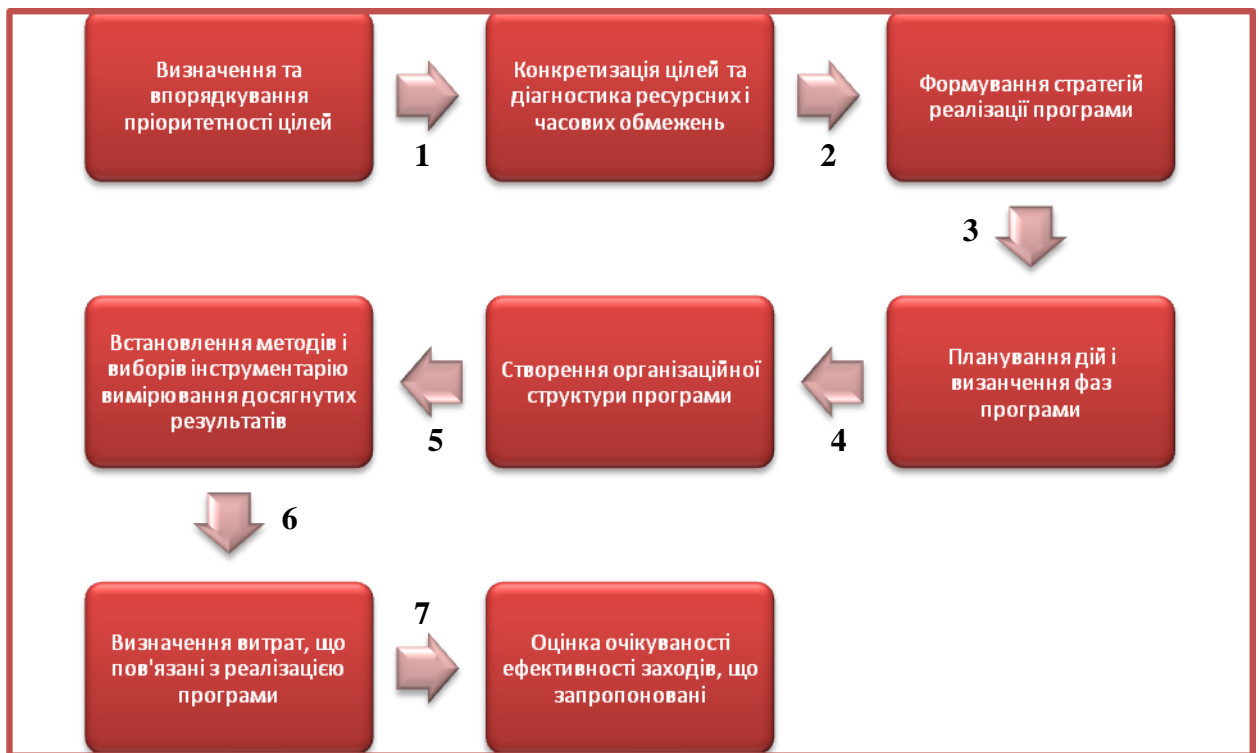 Визначення та
впорядкування
пріоритетності цілей
1
Конкретизація цілей та
діагностика ресурсних і
часових обмежень
2
Формування стратегій
реалізації програми
3
Планування дій і
визанчення фаз
програми
4
Створення організаційної
структури програми
5
Встановлення методів і
виборів інструментарію
вимірювання досягнутих
результатів
6
Визначення витрат, що
пов'язані з реалізацією
програми
7
Оцінка очікуваності
ефективності заходів, що
запропоновані